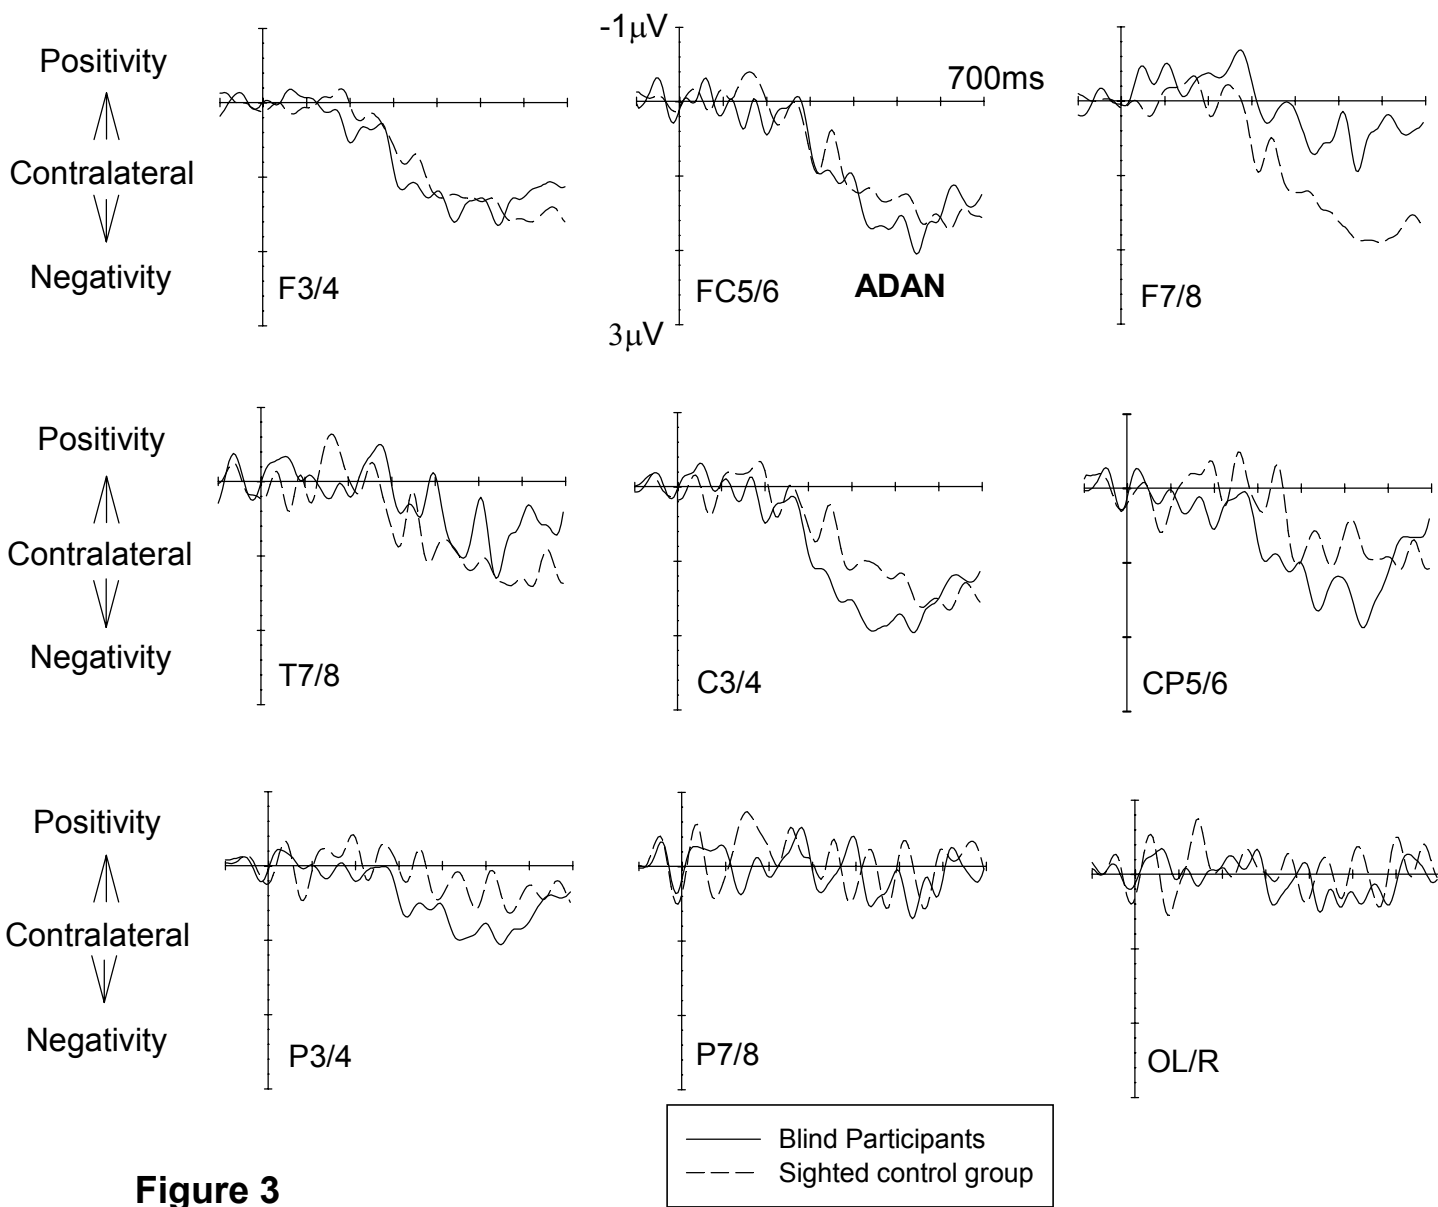 -1μV
Positivity
700ms
Contralateral
Negativity
F3/4
FC5/6
ADAN
F7/8
3μV
Positivity
Contralateral
Negativity
T7/8
C3/4
CP5/6
Positivity
Contralateral
Negativity
P3/4
P7/8
OL/R
Blind Participants
Sighted control group
Figure 3